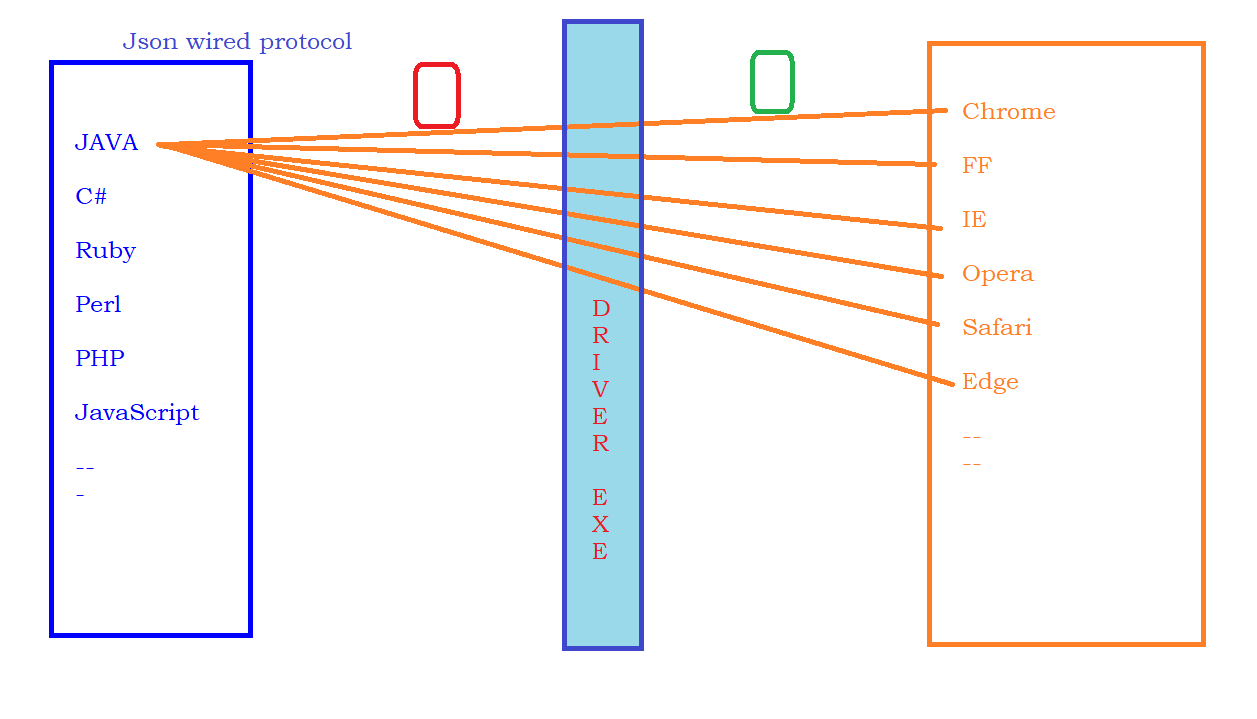 Json wired protocol
JAVA
C#
Ruby
Perl
PHP
JavaScript
--
-
D
R
I
V
E
R
E
X
E
Chrome
FF
IE
Opera
Safari
Edge
--
--